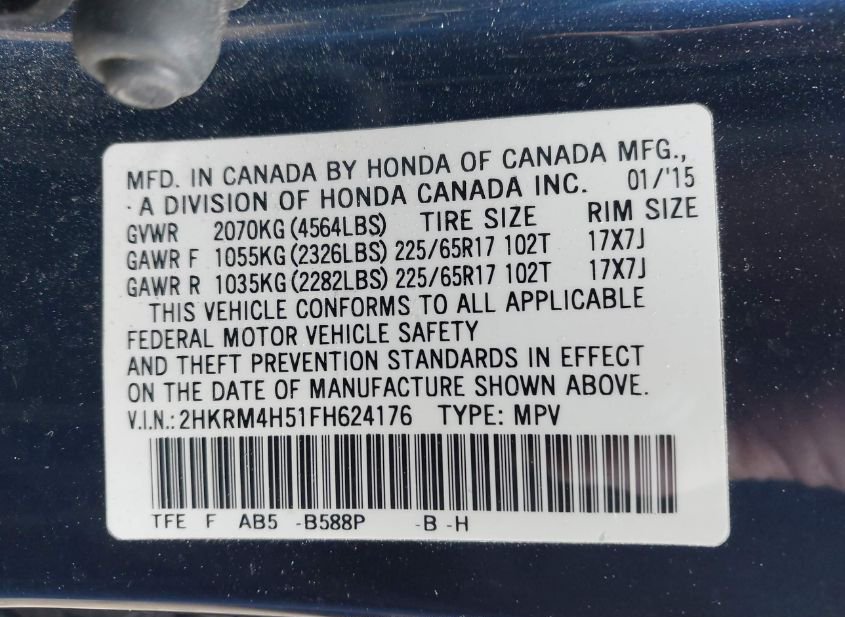 MFD. IN CANADA BY HONDA OF CANADA MFG.,
· A DIVISION OF HONDA CANADA INC. 01/'15
GVWR 2070KG (4564LBS) TIRE SIZE RIM SIZE
GAWR F 1055KG (2326LBS) 225/65R17 102T 17X7J
GAWR R 1035KG (2282LBS) 225/65R17 102T 17X7J
THIS VEHICLE CONFORMS TO ALL APPLICABLE
FEDERAL MOTOR VEHICLE SAFETY
AND THEFT PREVENTION STANDARDS IN EFFECT
ON THE DATE OF MANUFACTURE SHOWN ABOVE.
V.I.N.: 2HKRM4H51FH624176 TYPE: MPV
TFE F AB5 -B588P -B -H